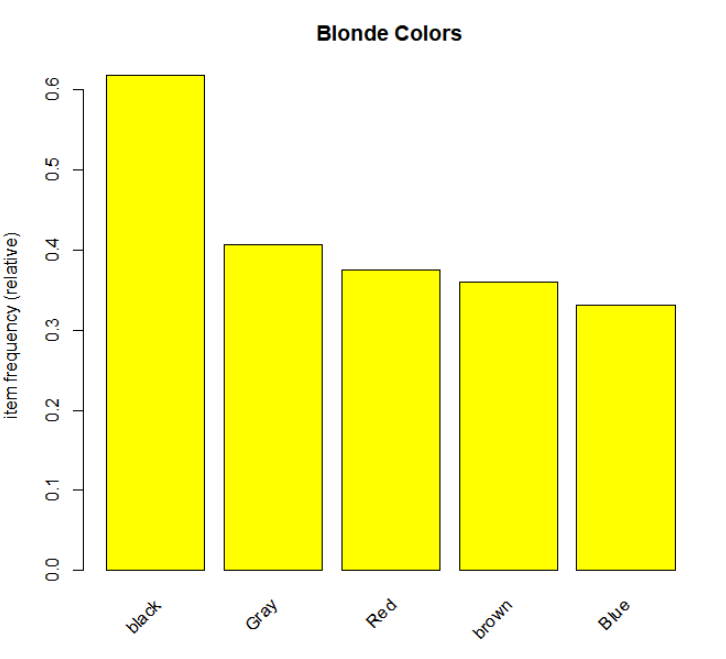 Blonde Colors
item frequency (relative)
0.6
0.5
0.4
0.3
0.2
0.1
0.0
black
Gray
Red
brown
Blue